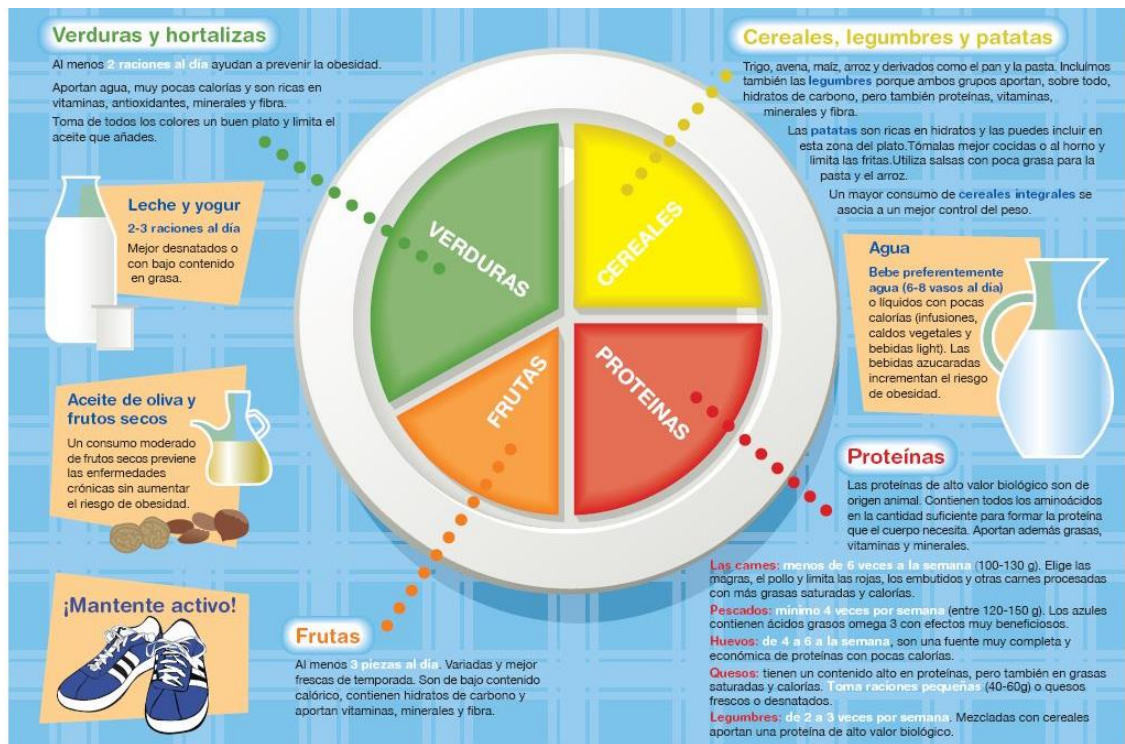 Verduras y hortalizas
Al menos 2 raciones al día ayudan a prevenir la obesidad.
Aportan agua, muy pocas calorías y son ricas en
vitaminas, antioxidantes, minerales y fibra.
Toma de todos los colores un buen plato y limita el
aceite que añades.
Cereales, legumbres y patatas
Trigo, avena, maíz, arroz y derivados como el pan y la pasta. Incluímos
también las legumbres porque ambos grupos aportan, sobre todo,
hidratos de carbono, pero también proteínas, vitaminas,
minerales y fibra.
Las patatas son ricas en hidratos y las puedes incluir en
esta zona del plato.Tómalas mejor cocidas o al horno y
limita las fritas.Utiliza salsas con poca grasa para la
pasta y el arroz.
Un mayor consumo de cereales integrales se
asocia a un mejor control del peso.
Leche y yogur
2-3 raciones al día
Mejor desnatados o
con bajo contenido
en grasa.
VERDURAS
CEREALES
FRUTAS
PROTEINAS
Agua
Bebe preferentemente
agua (6-8 vasos al día)
o líquidos con pocas
calorías (infusiones,
caldos vegetales y
bebidas light). Las
bebidas azucaradas
incrementan el riesgo
de obesidad.
Aceite de oliva y
frutos secos
Un consumo moderado
de frutos secos previene
las enfermedades
crónicas sin aumentar
el riesgo de obesidad.
¡Mantente activo!
Frutas
Al menos 3 piezas al día. Variadas y mejor
frescas de temporada. Son de bajo contenido
calórico, contienen hidratos de carbono y
aportan vitaminas, minerales y fibra.
Proteínas
Las proteínas de alto valor biológico son de
origen animal. Contienen todos los aminoácidos
en la cantidad suficiente para formar la proteína
que el cuerpo necesita. Aportan además grasas,
vitaminas y minerales.
Las carnes: menos de 6 veces a la semana (100-130 g). Elige las
magras, el pollo y limita las rojas, los embutidos y otras carnes procesadas
con más grasas saturadas y calorías.
Pescados: mínimo 4 veces por semana (entre 120-150 g). Los azules
contienen ácidos grasos omega 3 con efectos muy beneficiosos.
Huevos: de 4 a 6 a la semana, son una fuente muy completa y
económica de proteínas con pocas calorías.
Quesos: tienen un contenido alto en proteínas, pero también en grasas
saturadas y calorías. Toma raciones pequeñas (40-60g) o quesos
frescos o desnatados.
Legumbres: de 2 a 3 veces por semana. Mezcladas con cereales
aportan una proteína de alto valor biológico.